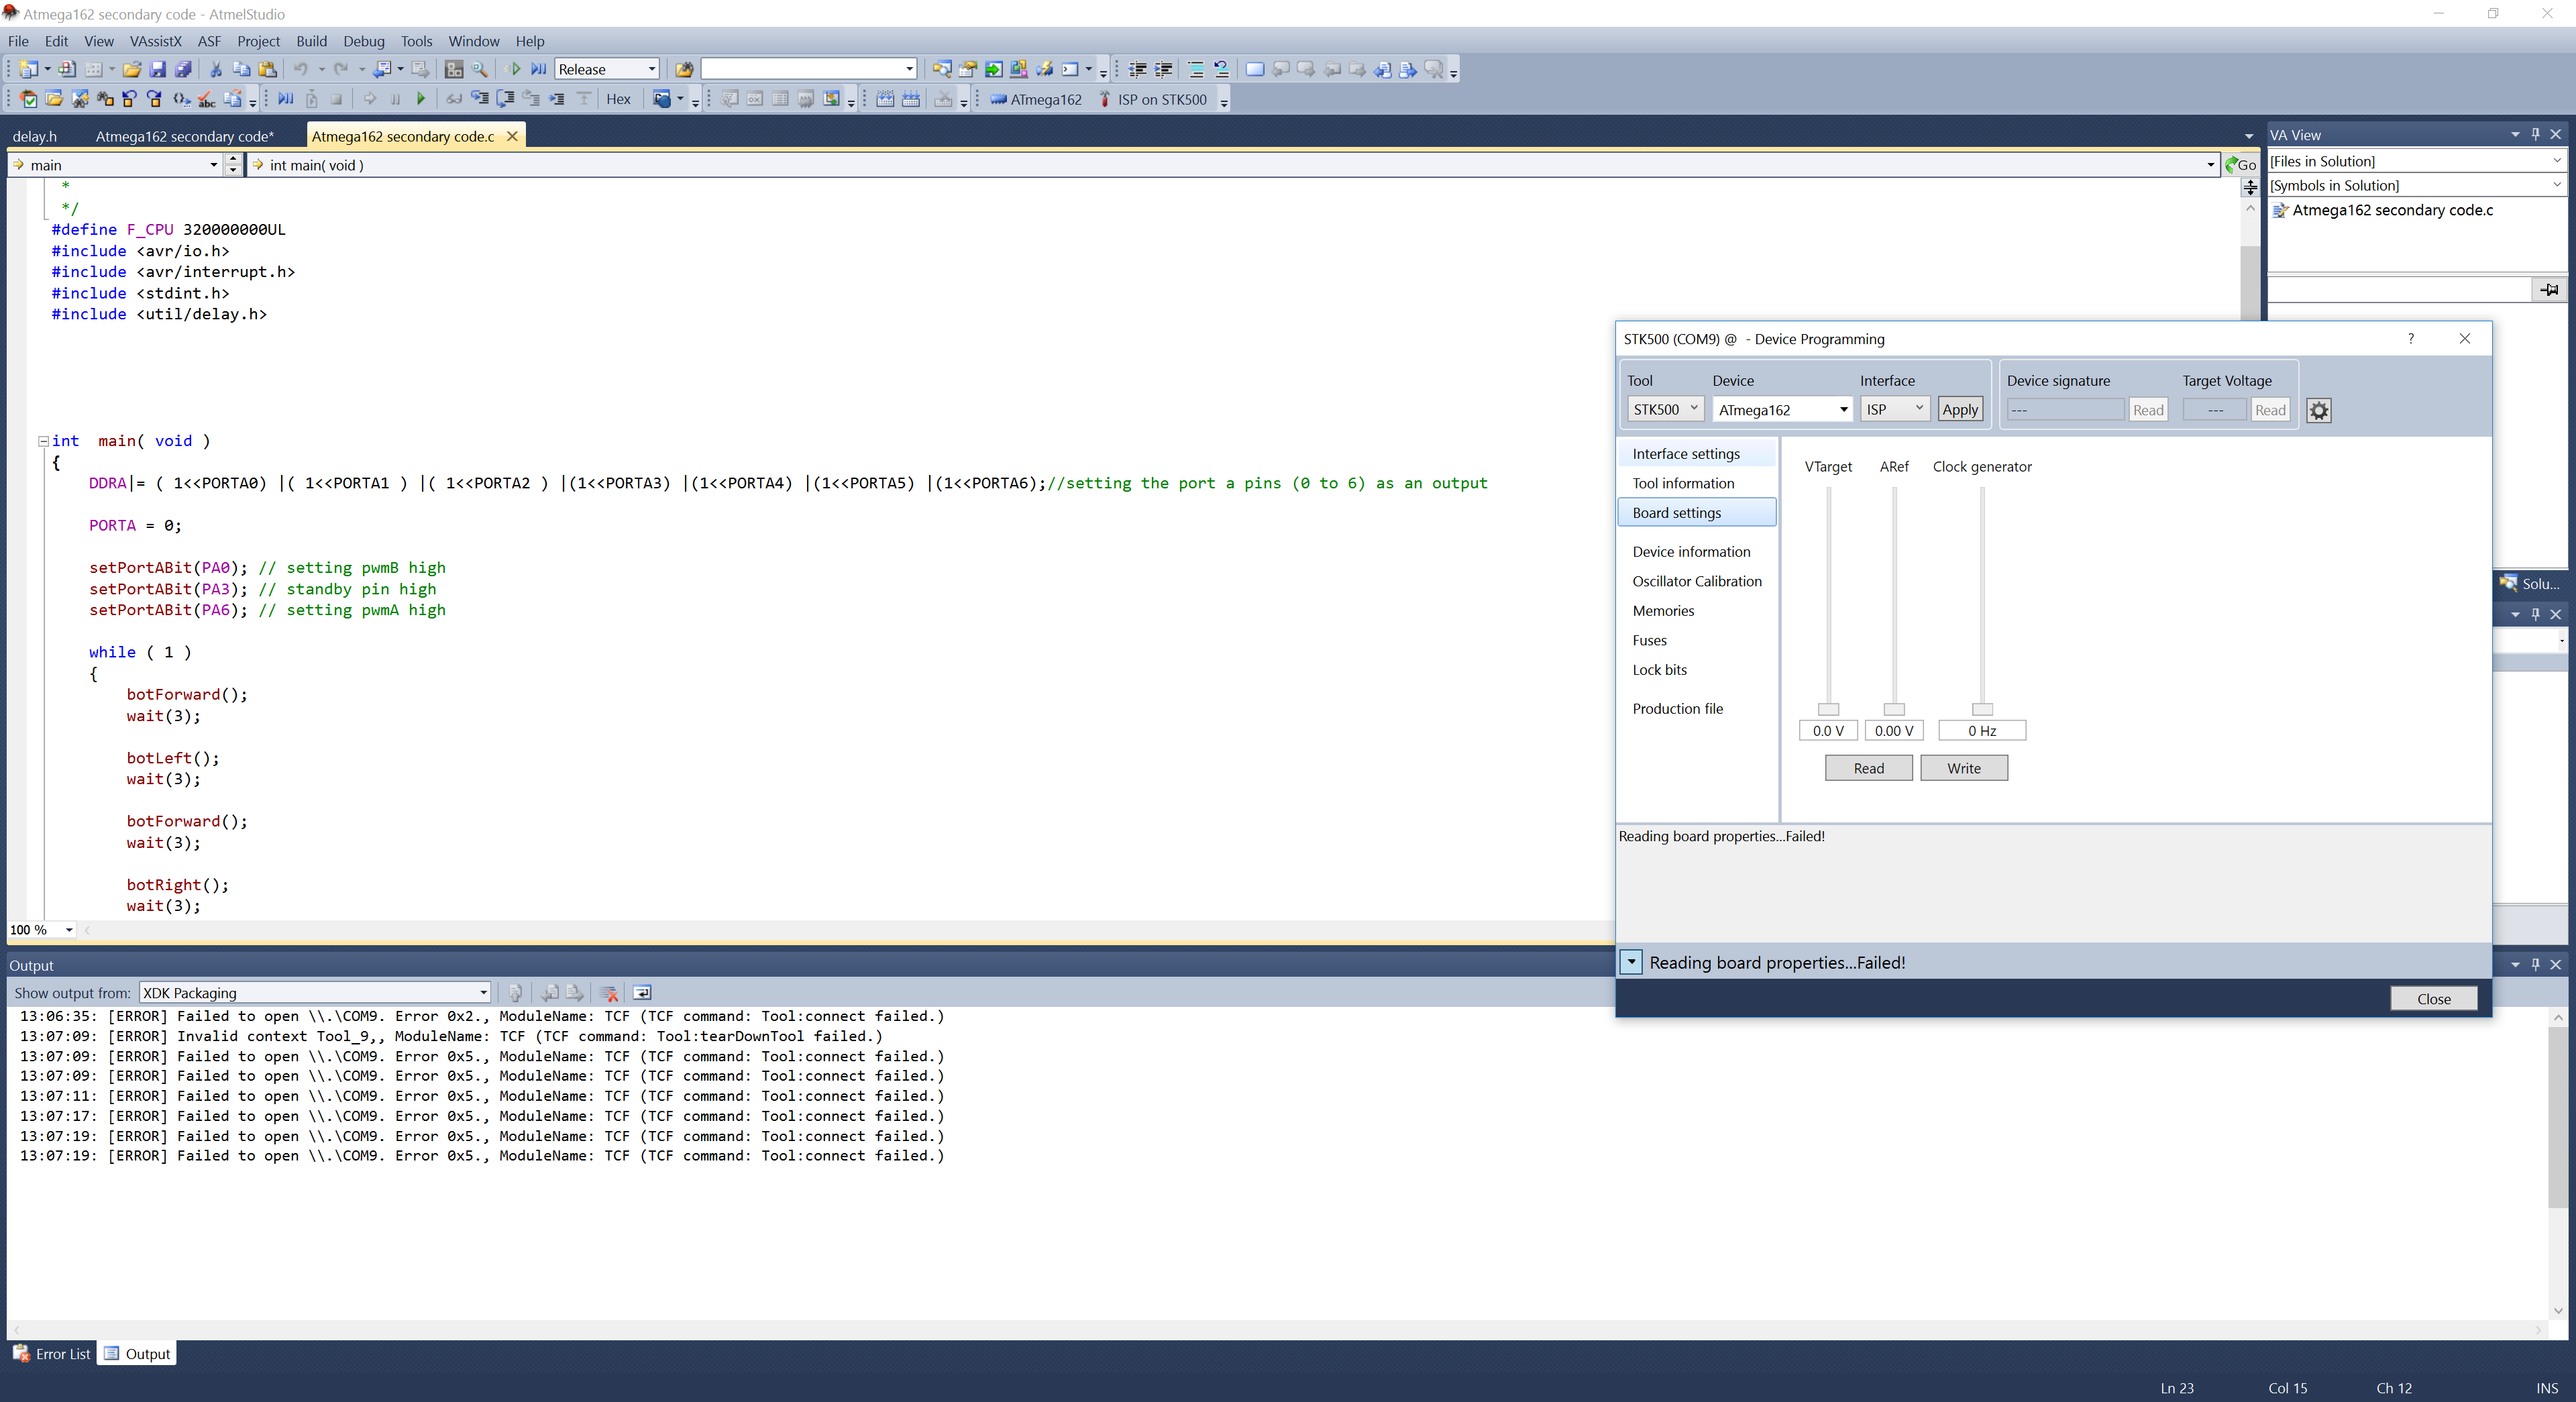 Atmega162 secondary code - AtmelStudio
File Edit View VAssistX ASF Project Build Debug Tools Window Help
Release
Hex ATmega162 ISP on STK500
delay.h Atmega162 secondary code* Atmega162 secondary code.c
main int main( void ) Go
*
*/
#define F_CPU 320000000UL
#include <avr/io.h>
#include <avr/interrupt.h>
#include <stdint.h>
#include <util/delay.h>
int main( void )
{
DDRA|= ( 1<<PORTA0) |( 1<<PORTA1 ) |( 1<<PORTA2 ) |(1<<PORTA3) |(1<<PORTA4) |(1<<PORTA5) |(1<<PORTA6);//setting the port a pins (0 to 6) as an output
PORTA = 0;
setPortABit(PA0); // setting pwmB high
setPortABit(PA3); // standby pin high
setPortABit(PA6); // setting pwmA high
while ( 1 )
{
botForward();
wait(3);
botLeft();
wait(3);
botForward();
wait(3);
botRight();
wait(3);
100 %
VA View
[Files in Solution]
[Symbols in Solution]
Atmega162 secondary code.c
Solu...
STK500 (COM9) @ - Device Programming ?
Tool Device Interface Device signature Target Voltage
STK500 ATmega162 ISP Apply --- Read --- Read
Interface settings
Tool information
Board settings
Device information
Oscillator Calibration
Memories
Fuses
Lock bits
Production file
VTarget ARef Clock generator
0.0 V 0.00 V 0 Hz
Read Write
Reading board properties...Failed!
Reading board properties...Failed!
Close
Output
Show output from: XDK Packaging
13:06:35: [ERROR] Failed to open \\.\COM9. Error 0x2., ModuleName: TCF (TCF command: Tool:connect failed.)
13:07:09: [ERROR] Invalid context Tool_9,, ModuleName: TCF (TCF command: Tool:tearDownTool failed.)
13:07:09: [ERROR] Failed to open \\.\COM9. Error 0x5., ModuleName: TCF (TCF command: Tool:connect failed.)
13:07:09: [ERROR] Failed to open \\.\COM9. Error 0x5., ModuleName: TCF (TCF command: Tool:connect failed.)
13:07:11: [ERROR] Failed to open \\.\COM9. Error 0x5., ModuleName: TCF (TCF command: Tool:connect failed.)
13:07:17: [ERROR] Failed to open \\.\COM9. Error 0x5., ModuleName: TCF (TCF command: Tool:connect failed.)
13:07:19: [ERROR] Failed to open \\.\COM9. Error 0x5., ModuleName: TCF (TCF command: Tool:connect failed.)
13:07:19: [ERROR] Failed to open \\.\COM9. Error 0x5., ModuleName: TCF (TCF command: Tool:connect failed.)
Error List Output
Ln 23 Col 15 Ch 12 INS